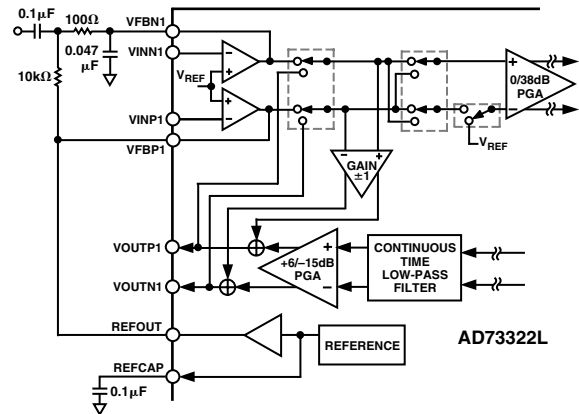 0.1µF
100Ω
VFBN1
VINN1
0.047
µF
10kΩ
VREF
VINP1
VFBP1
+
0/38dB
PGA
–
VREF
GAIN
±1
VOUTP1
VOUTN1
+6/–15dB
PGA
CONTINUOUS
TIME
LOW-PASS
FILTER
REFOUT
REFERENCE
AD73322L
REFCAP
0.1µF